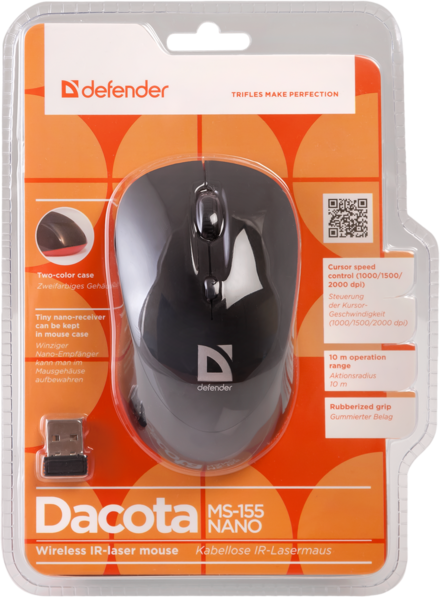 defender
TRIFLES MAKE PERFECTION
Two-color case
Zweifarbiges Gehäu
Tiny nano-receiver
can be kept
in mouse case
Winziger
Nano-Empfänger
kann man im
Mausgehäuse
aufbewahren
Cursor speed
control (1000/1500/
2000 dpi)
Steuerung
der Kursor-
Geschwindigkeit
(1000/1500/2000 dpi)
10 m operation
range
Aktionsradius
10 m
Rubberized grip
Gummierter Belag
defender
Dacota MS-155
NANO
Wireless IR-laser mouse Kabellose IR-Lasermaus